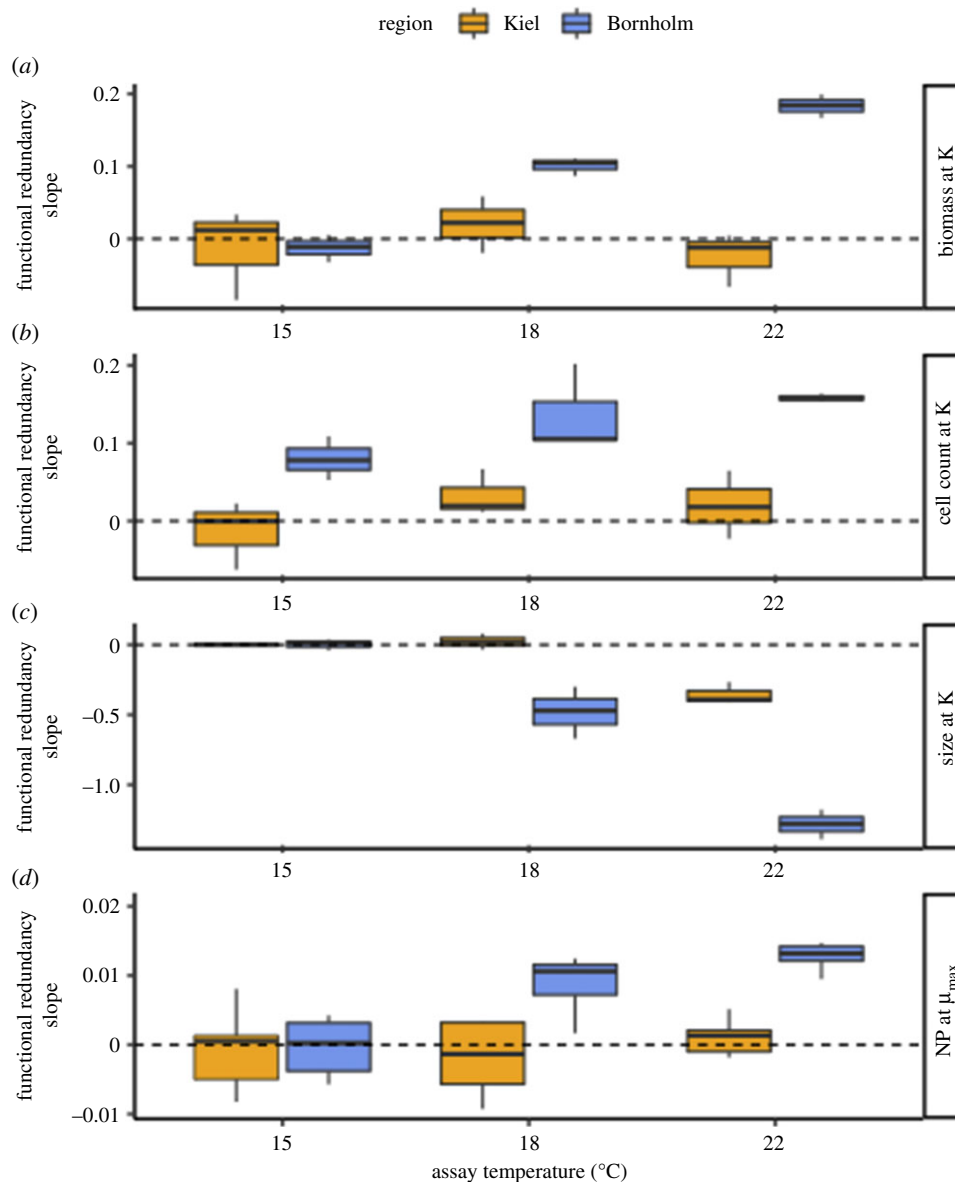 region Kiel Bornholm
(a)
functional redundancy
slope
0.2
0.1
0
biomass at K
15 18 22
(b)
functional redundancy
slope
0.2
0.1
0
cell count at K
15 18 22
(c)
functional redundancy
slope
0
–0.5
–1.0
size at K
15 18 22
(d)
functional redundancy
slope
0.02
0.01
0
–0.01
NP at μmax
15 18 22
assay temperature (°C)